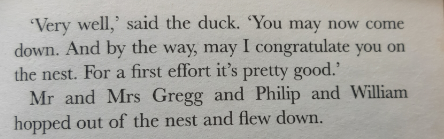 ‘Very well,’ said the duck. ‘You may now come
down. And by the way, may I congratulate you on
the nest. For a first effort it’s pretty good.’
Mr and Mrs Gregg and Philip and William
hopped out of the nest and flew down.